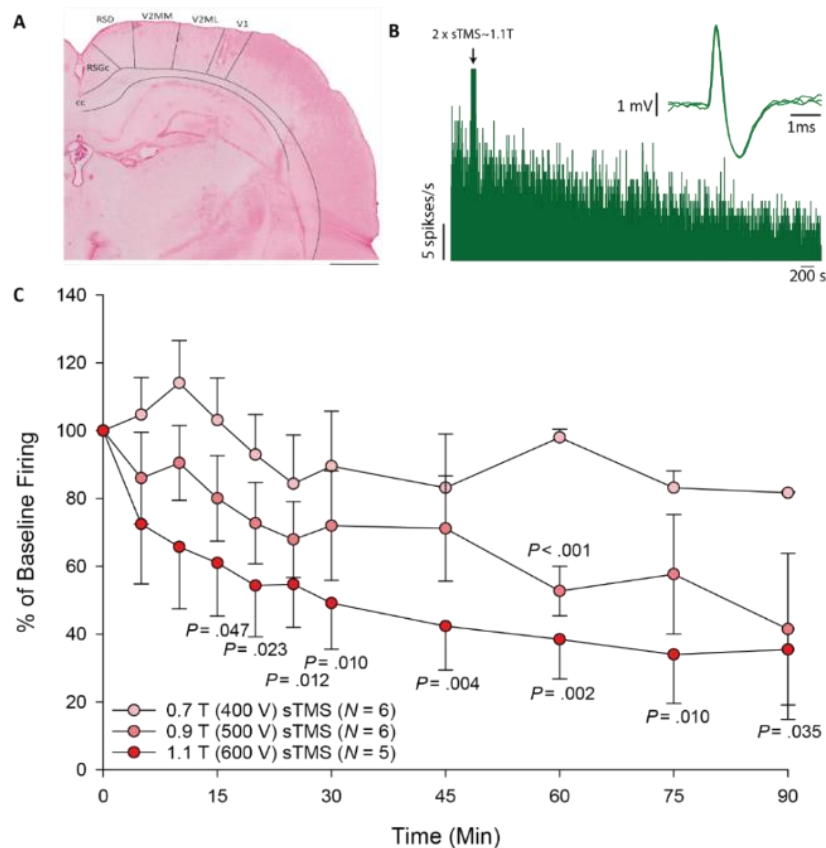 A
RSD
V2MM
V2ML
V1
RSGc
cc
B
2 x sTMS~1.1T
1 mV
1ms
5 spikses/s
200 s
C
140
120
100
80
60
40
20
0
% of Baseline Firing
P< .001
P= .047
P= .023
P= .012
P= .010
P= .004
P= .002
P= .010
P= .035
0.7 T (400 V) sTMS (N = 6)
0.9 T (500 V) sTMS (N = 6)
1.1 T (600 V) sTMS (N = 5)
0 15 30 45 60 75 90
Time (Min)